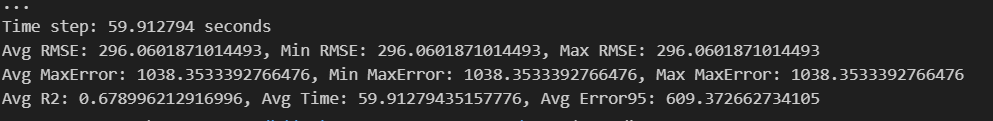 ...
Time step: 59.912794 seconds
Avg RMSE: 296.0601871014493, Min RMSE: 296.0601871014493, Max RMSE: 296.0601871014493
Avg MaxError: 1038.3533392766476, Min MaxError: 1038.3533392766476, Max MaxError: 1038.3533392766476
Avg R2: 0.678996212916996, Avg Time: 59.91279435157776, Avg Error95: 609.372662734105